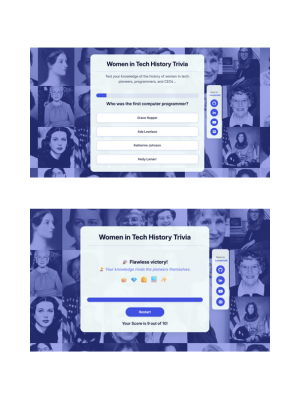 Women in Tech History Trivia
Test your knowledge of the history of women in tech:
pioneers, programmers, and CEOs...
Who was the first computer programmer?
Grace Hopper
Ada Lovelace
Katherine Johnson
Hedy Lamarr
Women in Tech History Trivia
Flawless victory!
Your knowledge rivals the pioneers themselves.
Restart
Your Score is 9 out of 10!